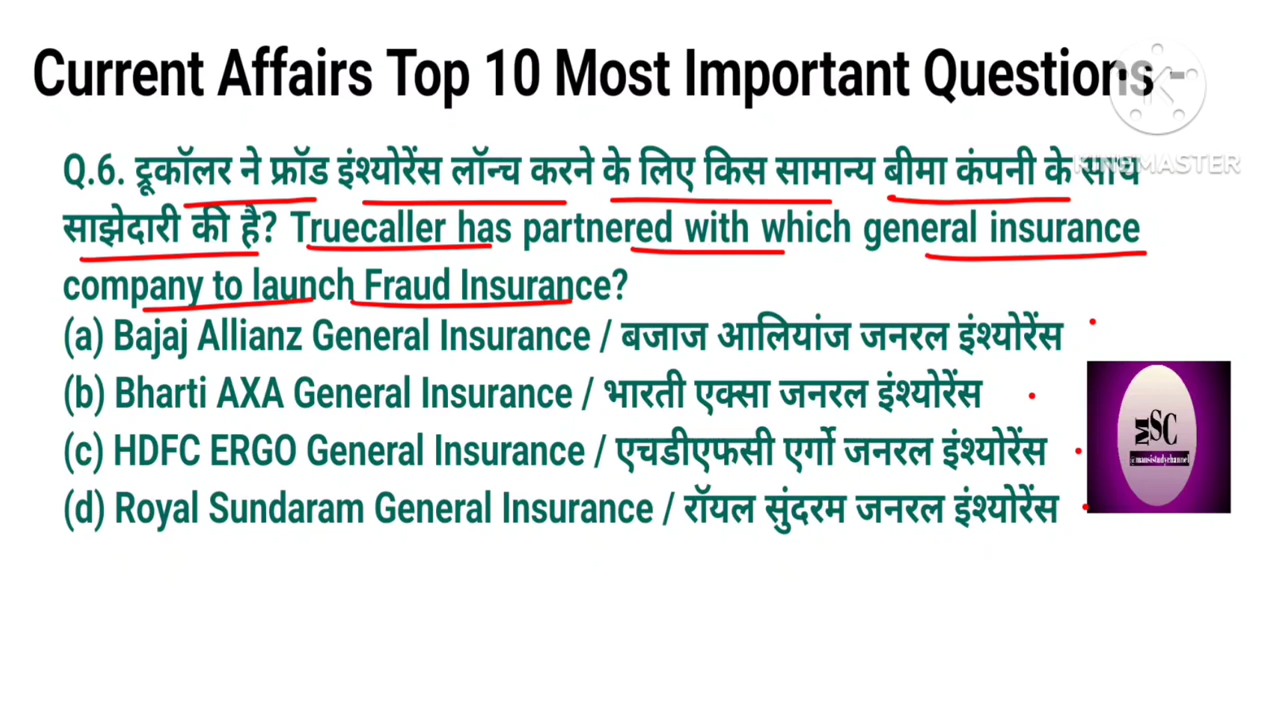 Current Affairs Top 10 Most Important Questions -
Q.6. ट्रूकॉलर ने फ्रॉड इंश्योरेंस लॉन्च करने के लिए किस सामान्य बीमा कंपनी के साथ
साझेदारी की है? Truecaller has partnered with which general insurance
company to launch Fraud Insurance?
(a) Bajaj Allianz General Insurance / बजाज आलियांज जनरल इंश्योरेंस
(b) Bharti AXA General Insurance / भारती एक्सा जनरल इंश्योरेंस
(c) HDFC ERGO General Insurance / एचडीएफसी एर्गो जनरल इंश्योरेंस
(d) Royal Sundaram General Insurance / रॉयल सुंदरम जनरल इंश्योरेंस
KINEMASTER
MSC
@mansistudychannel